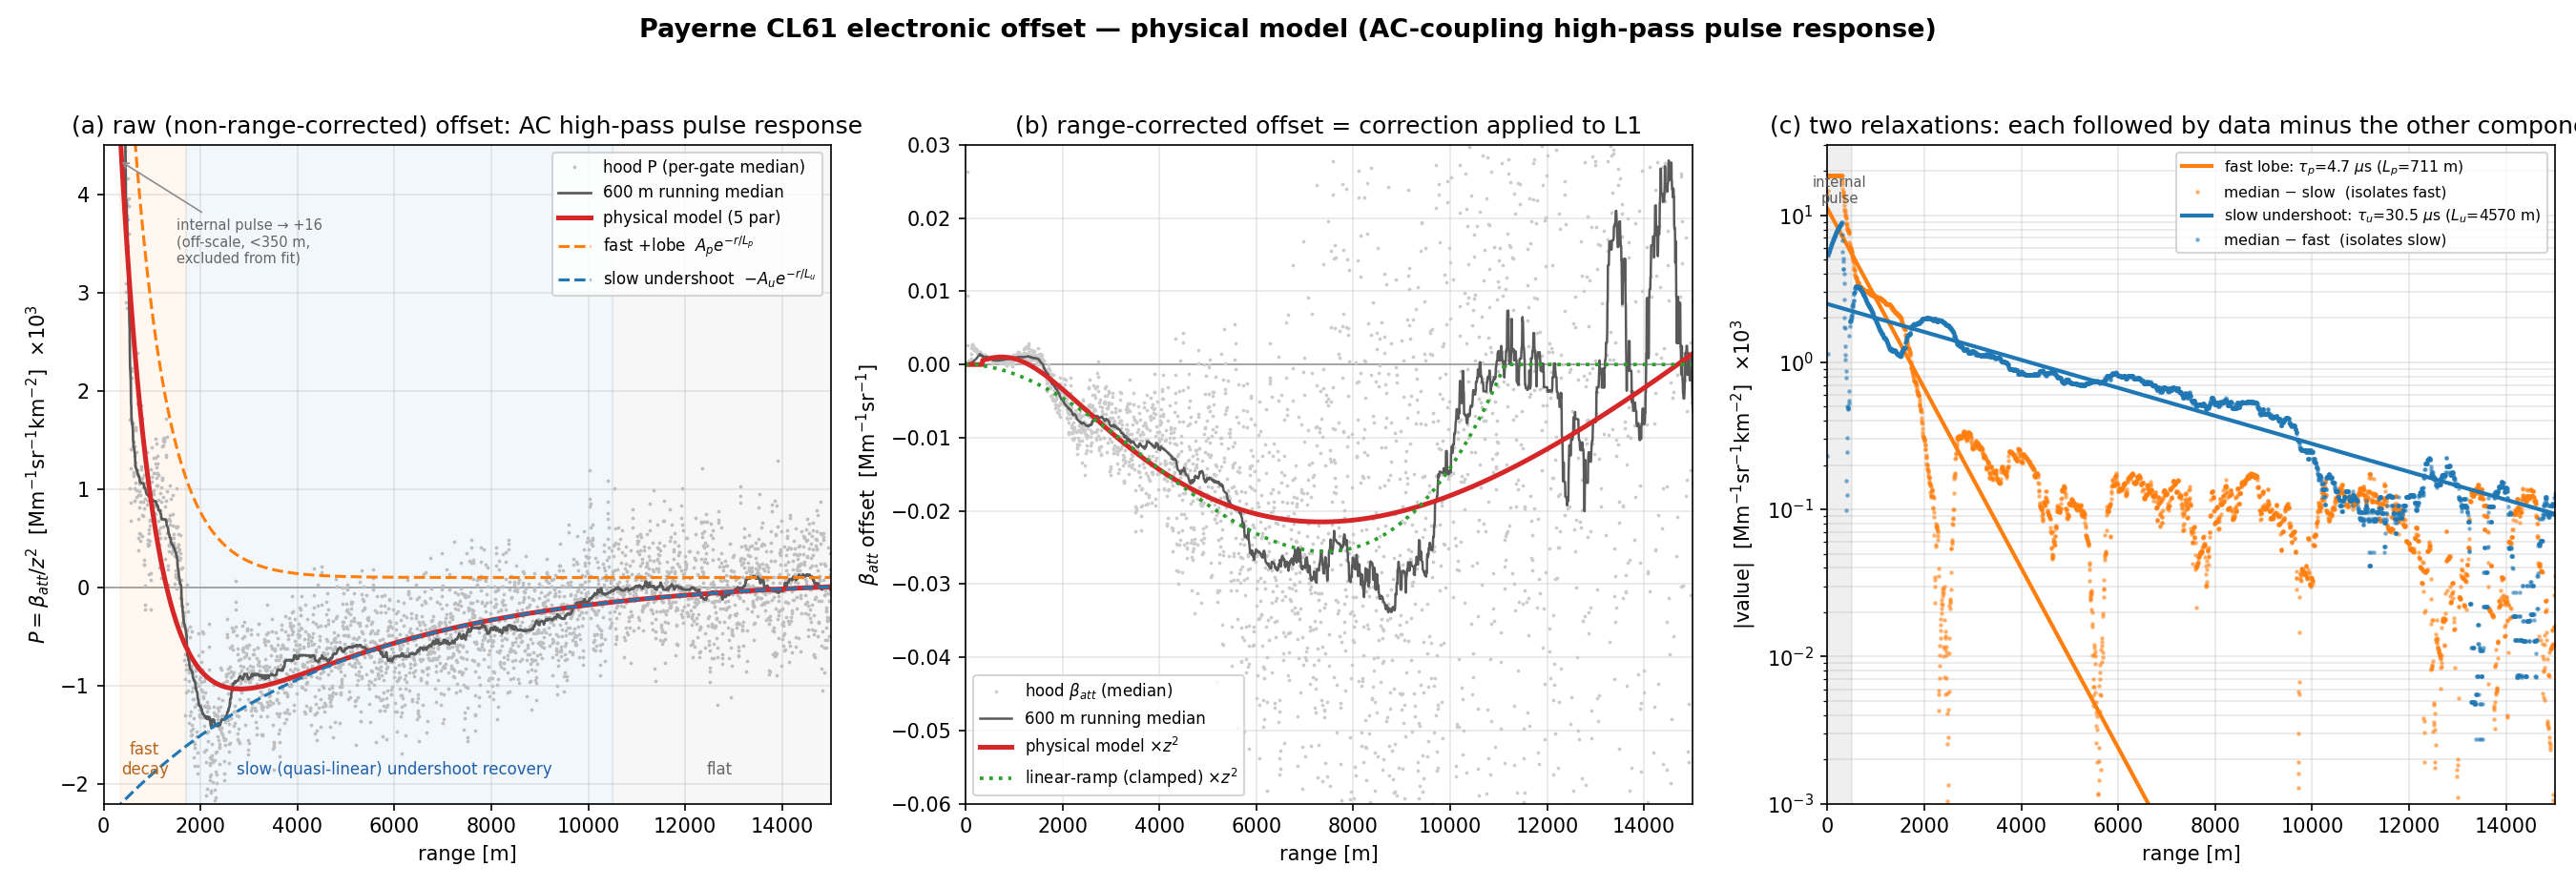 Payerne CL61 electronic offset — physical model (AC-coupling high-pass pulse response)
(a) raw (non-range-corrected) offset: AC high-pass pulse response
P = β_att/z² [Mm⁻¹sr⁻¹km⁻²] ×10³
4
3
2
1
0
−1
−2
hood P (per-gate median)
600 m running median
physical model (5 par)
fast +lobe A_p e^{−r/L_p}
slow undershoot −A_u e^{−r/L_u}
internal pulse → +16
(off-scale, <350 m,
excluded from fit)
fast
decay
slow (quasi-linear) undershoot recovery
flat
0 2000 4000 6000 8000 10000 12000 14000
range [m]
(b) range-corrected offset = correction applied to L1
β_att offset [Mm⁻¹sr⁻¹]
0.03
0.02
0.01
0.00
−0.01
−0.02
−0.03
−0.04
−0.05
−0.06
hood β_att (median)
600 m running median
physical model ×z²
linear-ramp (clamped) ×z²
0 2000 4000 6000 8000 10000 12000 14000
range [m]
(c) two relaxations: each followed by data minus the other compone
|value| [Mm⁻¹sr⁻¹km⁻²] ×10³
10¹
10⁰
10⁻¹
10⁻²
10⁻³
internal
pulse
fast lobe: τ_p=4.7 μs (L_p=711 m)
median − slow (isolates fast)
slow undershoot: τ_u=30.5 μs (L_u=4570 m)
median − fast (isolates slow)
0 2000 4000 6000 8000 10000 12000 14000
range [m]